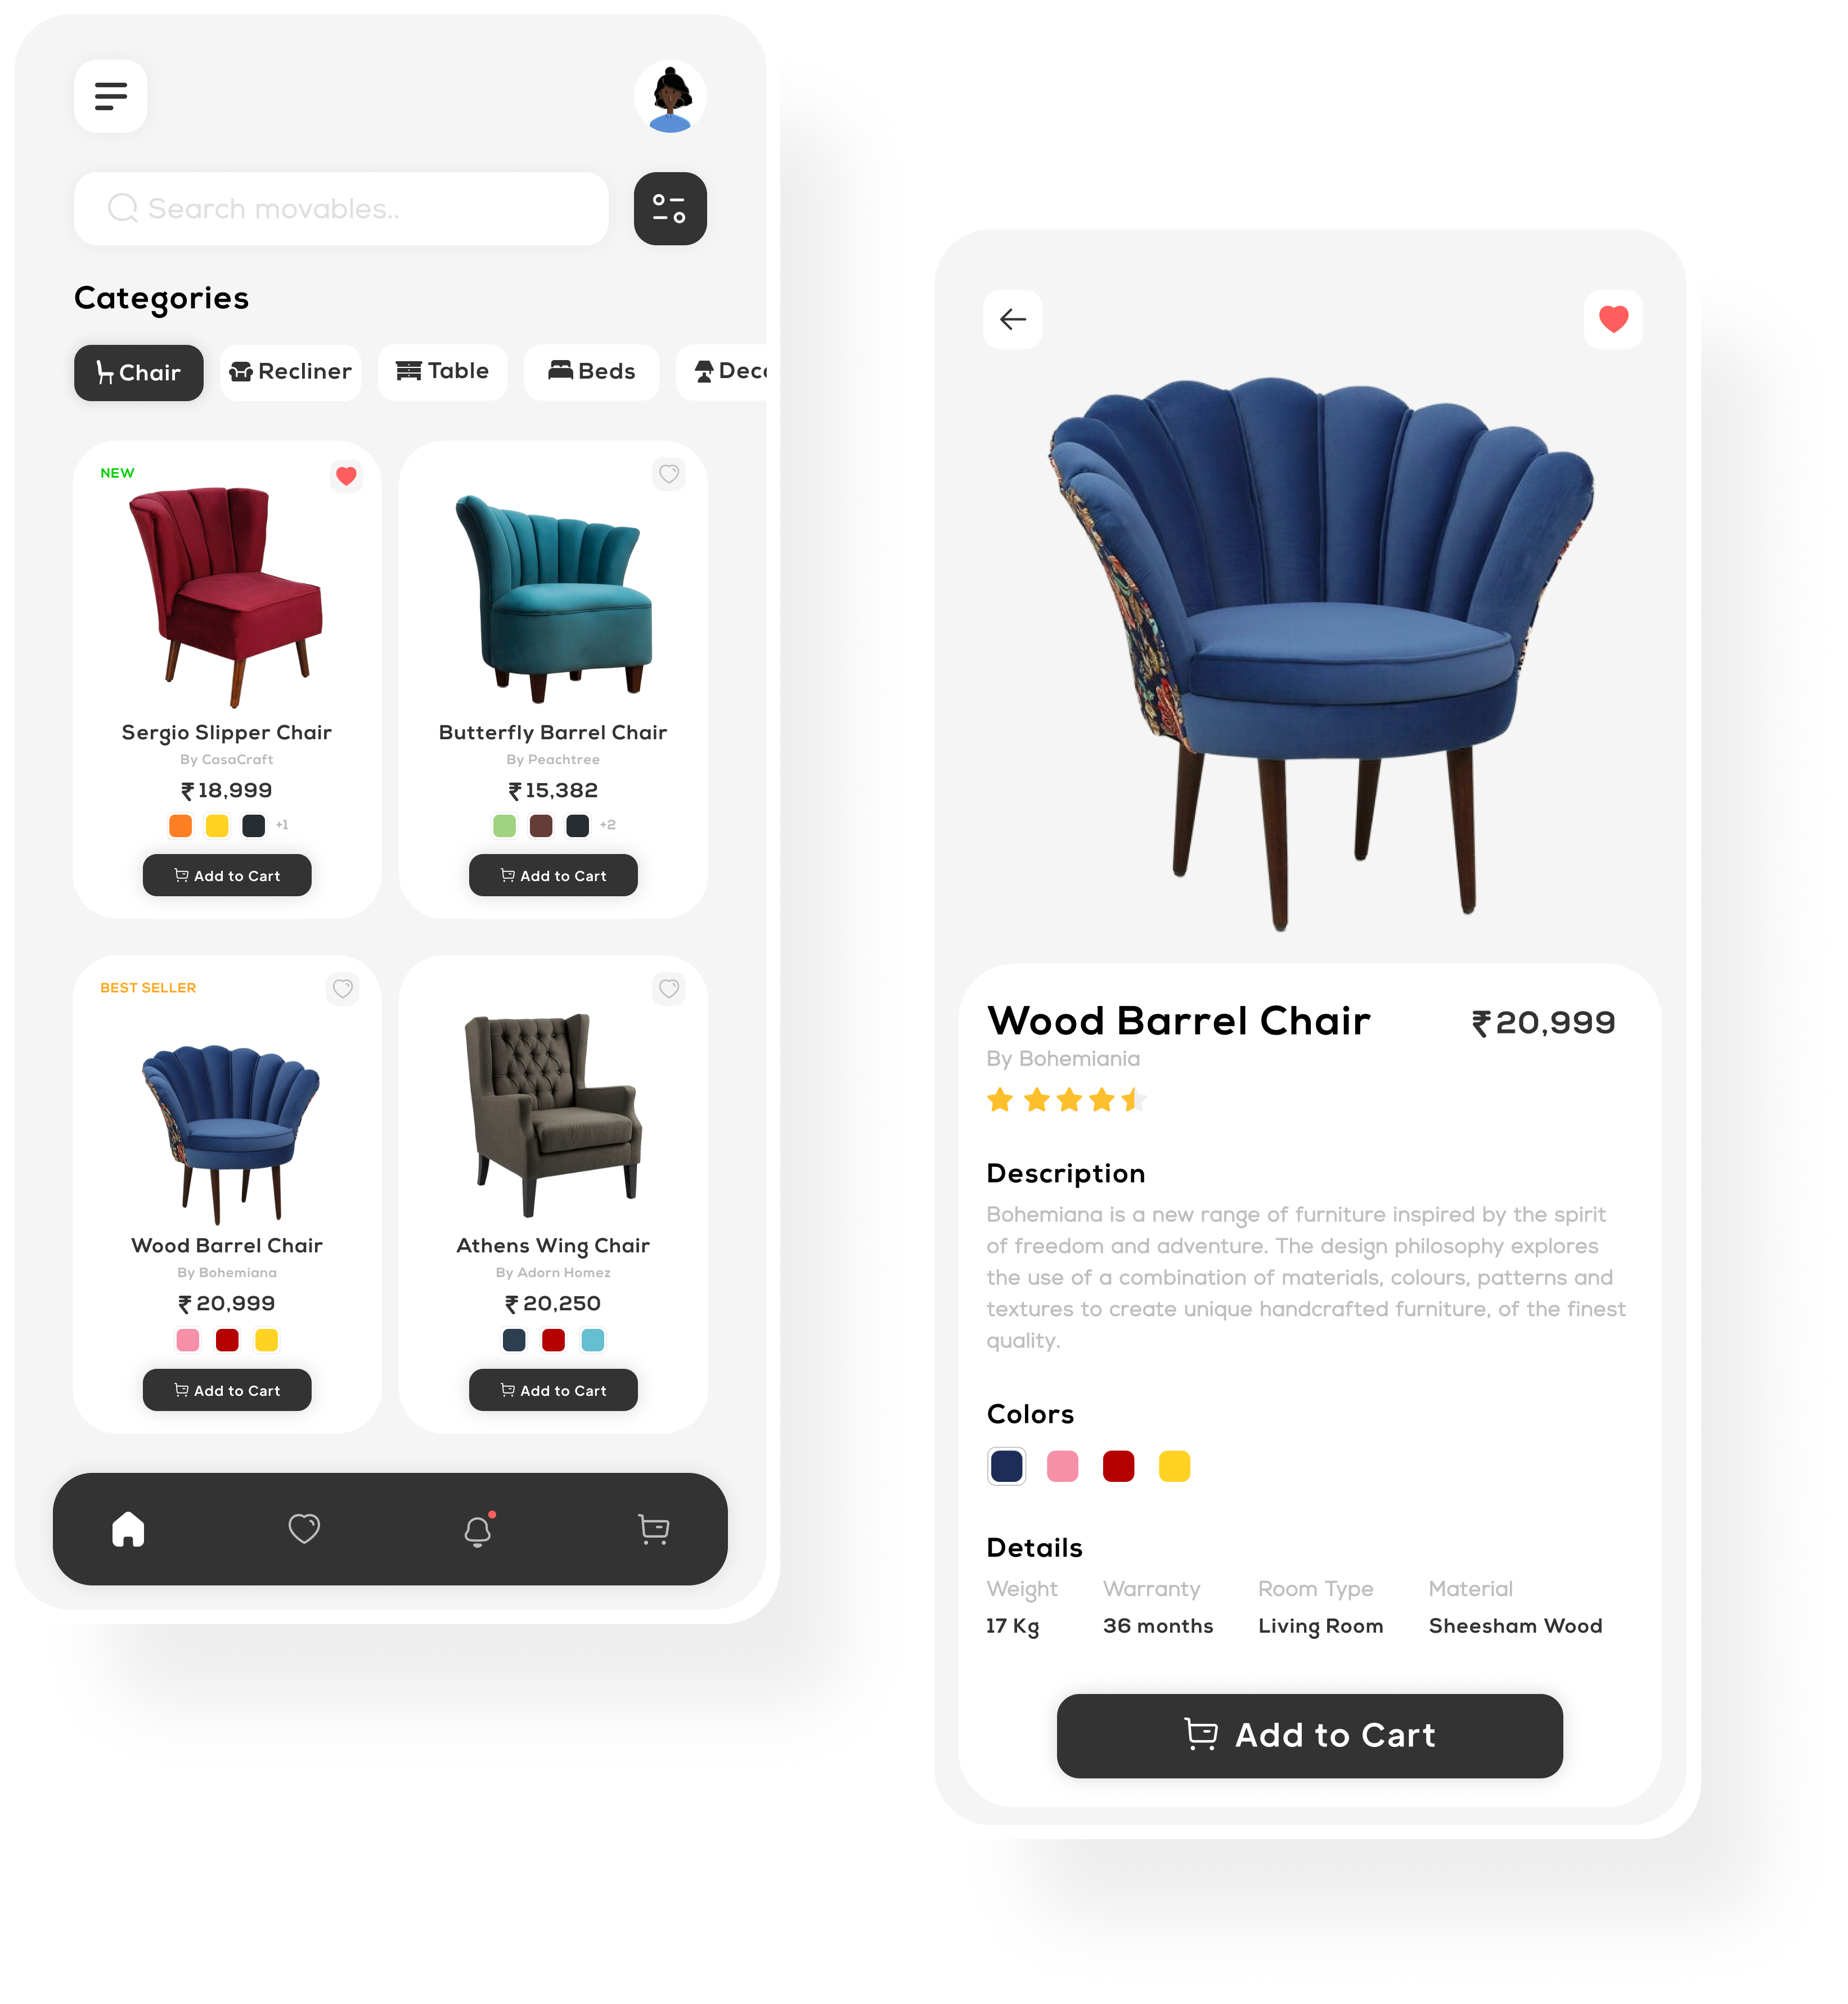 Search movables..
Categories
Chair Recliner Table Beds Deco
NEW
Sergio Slipper Chair
By CasaCraft
₹ 18,999
+1
Add to Cart
Butterfly Barrel Chair
By Peachtree
₹ 15,382
+2
Add to Cart
BEST SELLER
Wood Barrel Chair
By Bohemiana
₹ 20,999
Add to Cart
Athens Wing Chair
By Adorn Homez
₹ 20,250
Add to Cart
Wood Barrel Chair ₹ 20,999
By Bohemiania
Description
Bohemiana is a new range of furniture inspired by the spirit
of freedom and adventure. The design philosophy explores
the use of a combination of materials, colours, patterns and
textures to create unique handcrafted furniture, of the finest
quality.
Colors
Details
Weight Warranty Room Type Material
17 Kg 36 months Living Room Sheesham Wood
Add to Cart